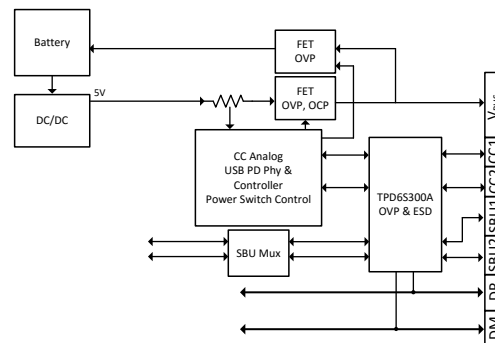 Battery
FET
OVP
5V
DC/DC
FET
OVP, OCP
CC Analog
USB PD Phy &
Controller
Power Switch Control
TPD6S300A
OVP & ESD
SBU Mux
CC1
CC2
SBU1
SBU2
DP
DM